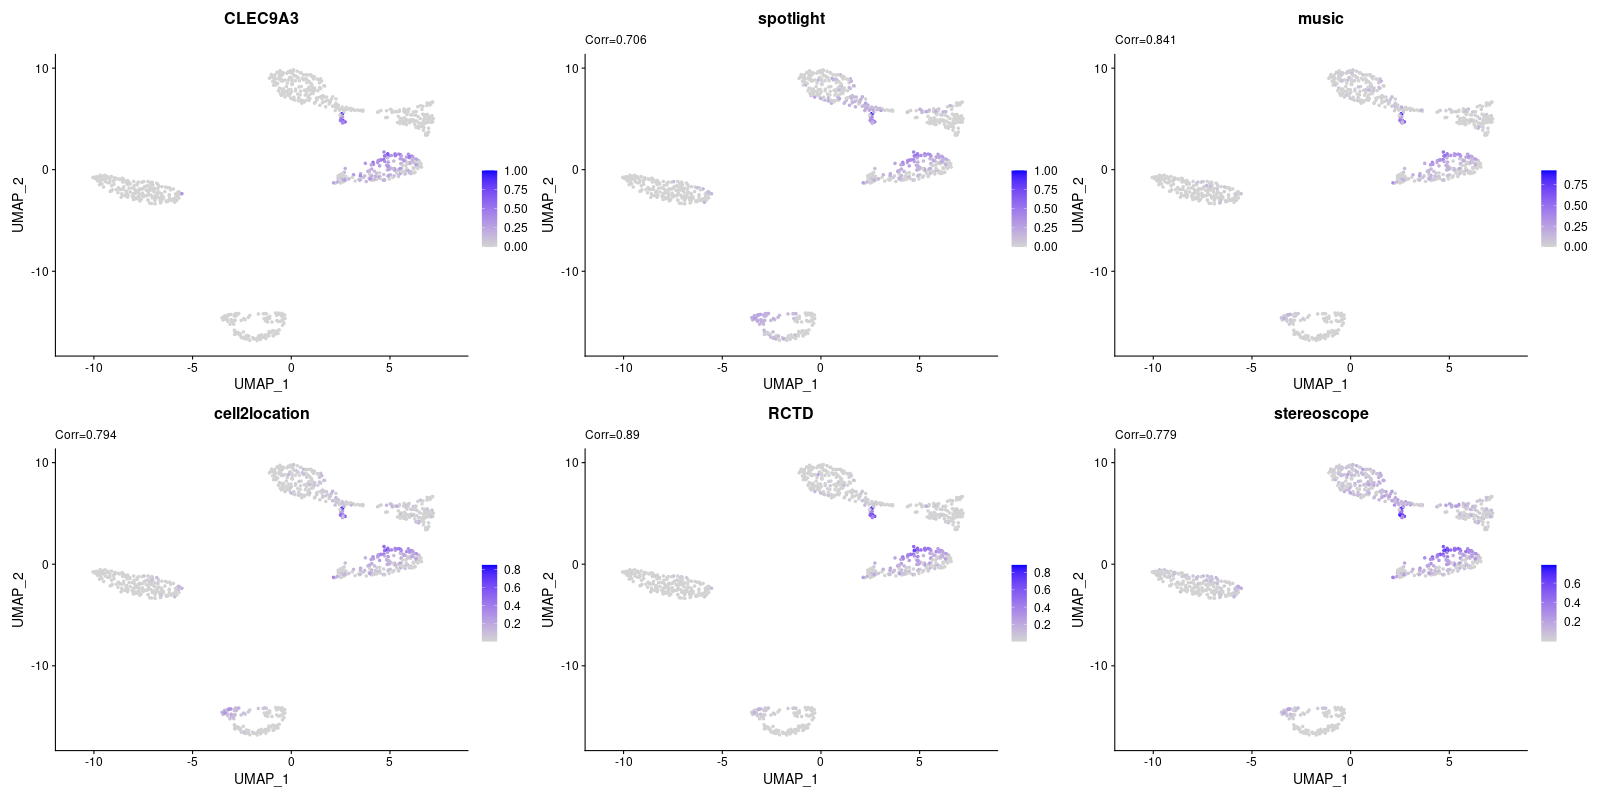 CLEC9A3
10
0
-10
-10
-5
0
5
UMAP_1
UMAP_2
1.00
0.75
0.50
0.25
0.00
spotlight
Corr=0.706
10
0
-10
-10
-5
0
5
UMAP_1
UMAP_2
1.00
0.75
0.50
0.25
0.00
music
Corr=0.841
10
0
-10
-10
-5
0
5
UMAP_1
UMAP_2
0.75
0.50
0.25
0.00
cell2location
Corr=0.794
10
0
-10
-10
-5
0
5
UMAP_1
UMAP_2
0.8
0.6
0.4
0.2
RCTD
Corr=0.89
10
0
-10
-10
-5
0
5
UMAP_1
UMAP_2
0.8
0.6
0.4
0.2
stereoscope
Corr=0.779
10
0
-10
-10
-5
0
5
UMAP_1
UMAP_2
0.6
0.4
0.2